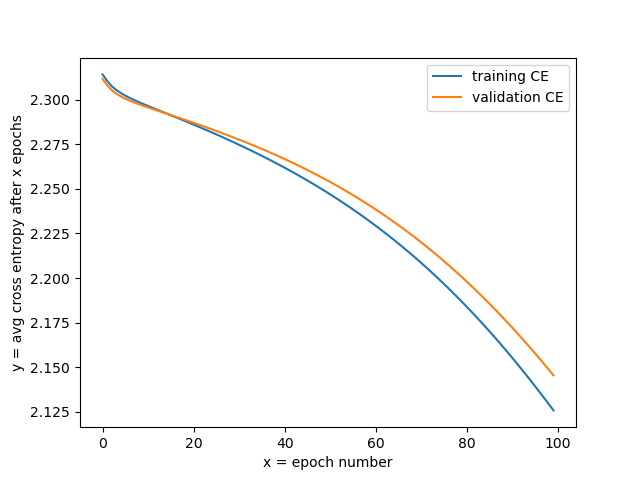 training CE
validation CE
2.300
2.275
2.250
2.225
2.200
2.175
2.150
2.125
y = avg cross entropy after x epochs
0 20 40 60 80 100
x = epoch number